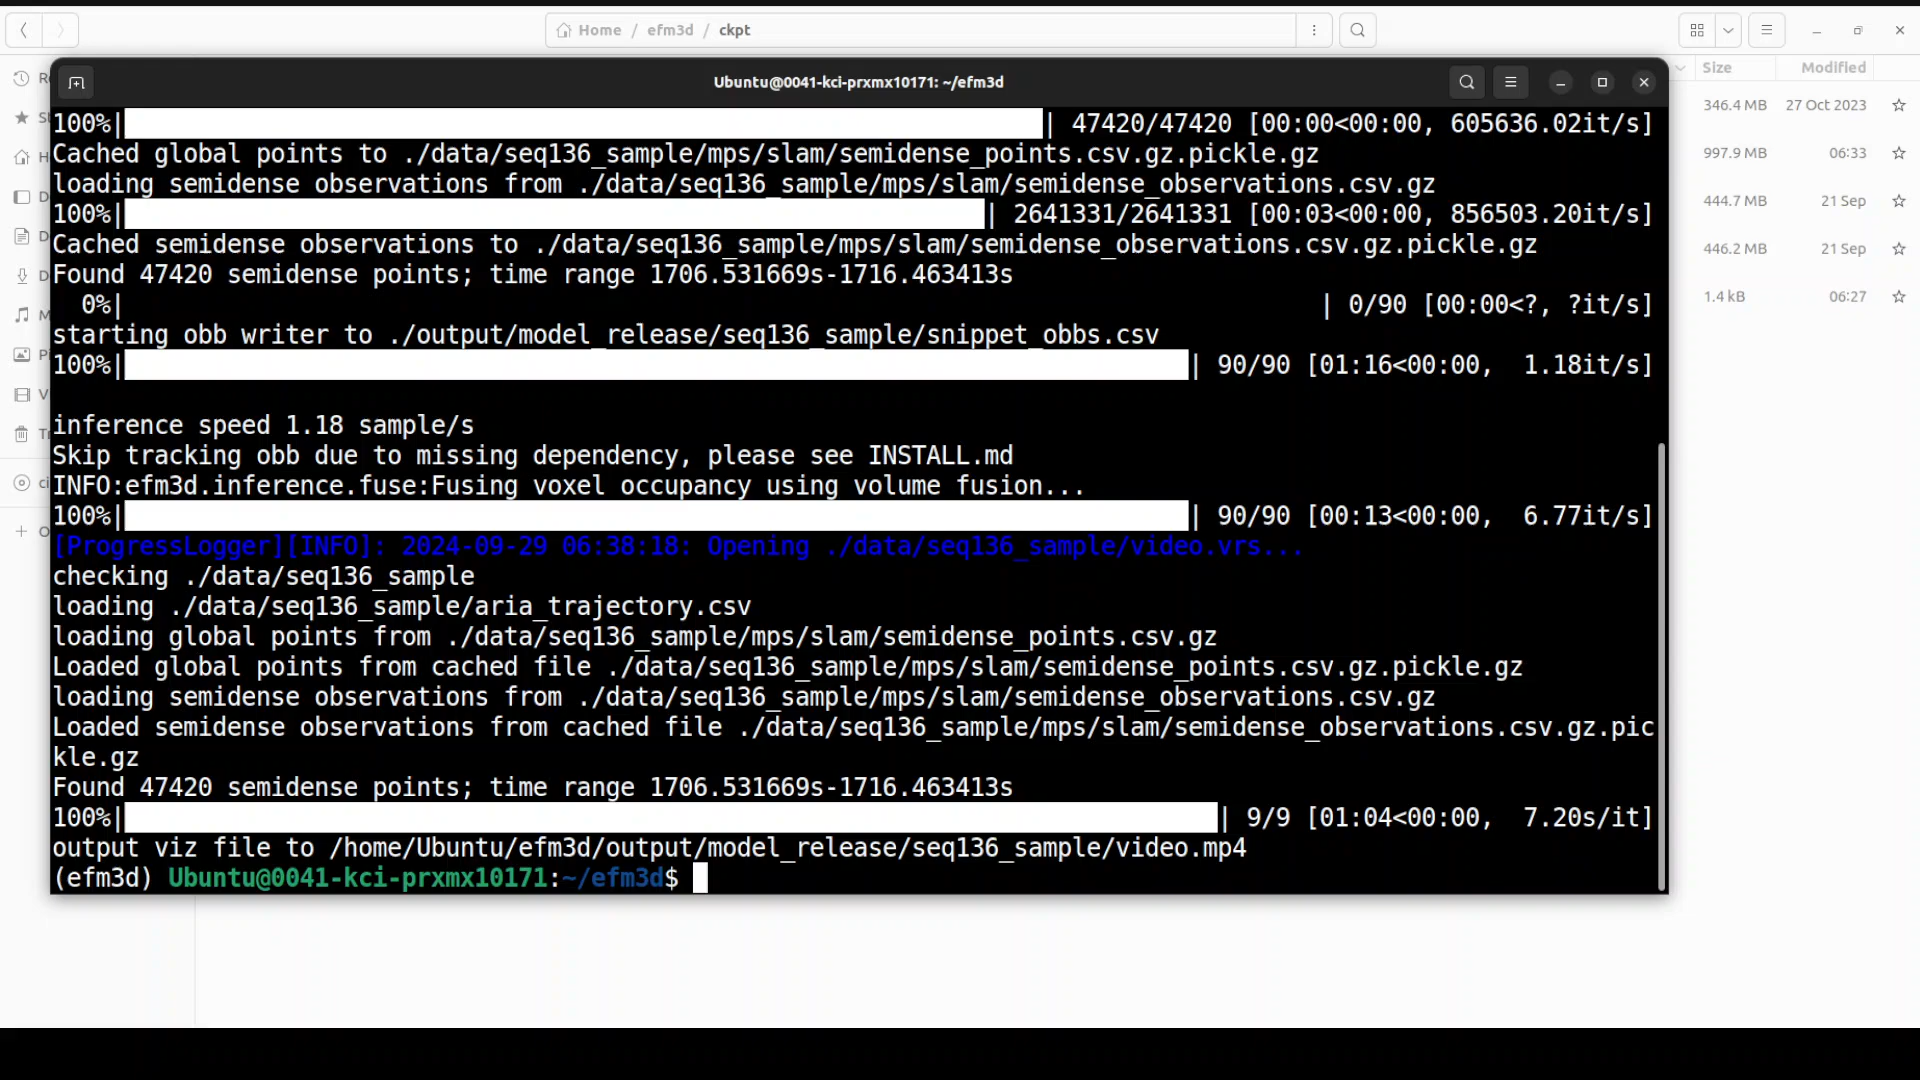 Home / efm3d / ckpt
Size Modified
Ubuntu@0041-kci-prxmx10171: ~/efm3d
346.4 MB 27 Oct 2023
997.9 MB 06:33
444.7 MB 21 Sep
446.2 MB 21 Sep
1.4 kB 06:27
100%| | 47420/47420 [00:00<00:00, 605636.02it/s]
Cached global points to ./data/seq136_sample/mps/slam/semidense_points.csv.gz.pickle.gz
loading semidense observations from ./data/seq136_sample/mps/slam/semidense_observations.csv.gz
100%| | 2641331/2641331 [00:03<00:00, 856503.20it/s]
Cached semidense observations to ./data/seq136_sample/mps/slam/semidense_observations.csv.gz.pickle.gz
Found 47420 semidense points; time range 1706.531669s-1716.463413s
0%| | 0/90 [00:00<?, ?it/s]
starting obb writer to ./output/model_release/seq136_sample/snippet_obbs.csv
100%| | 90/90 [01:16<00:00, 1.18it/s]
inference speed 1.18 sample/s
Skip tracking obb due to missing dependency, please see INSTALL.md
INFO:efm3d.inference.fuse:Fusing voxel occupancy using volume fusion...
100%| | 90/90 [00:13<00:00, 6.77it/s]
[ProgressLogger][INFO]: 2024-09-29 06:38:18: Opening ./data/seq136_sample/video.vrs...
checking ./data/seq136_sample
loading ./data/seq136_sample/aria_trajectory.csv
loading global points from ./data/seq136_sample/mps/slam/semidense_points.csv.gz
Loaded global points from cached file ./data/seq136_sample/mps/slam/semidense_points.csv.gz.pickle.gz
loading semidense observations from ./data/seq136_sample/mps/slam/semidense_observations.csv.gz
Loaded semidense observations from cached file ./data/seq136_sample/mps/slam/semidense_observations.csv.gz.pic
kle.gz
Found 47420 semidense points; time range 1706.531669s-1716.463413s
100%| | 9/9 [01:04<00:00, 7.20s/it]
output viz file to /home/Ubuntu/efm3d/output/model_release/seq136_sample/video.mp4
(efm3d) Ubuntu@0041-kci-prxmx10171:~/efm3d$